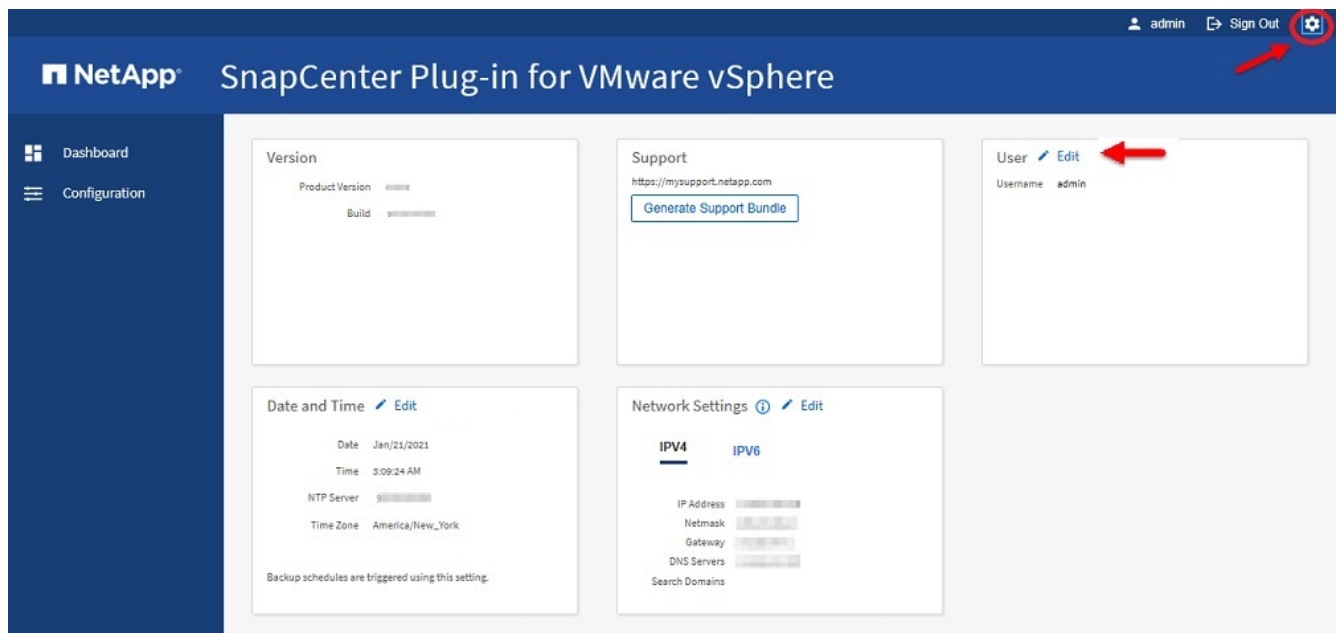 admin Sign Out
NetApp SnapCenter Plug-in for VMware vSphere
Dashboard
Configuration
Version
Product Version
Build
Support
https://mysupport.netapp.com
Generate Support Bundle
User Edit
Username admin
Date and Time Edit
Date Jan/21/2021
Time 3:09:24 AM
NTP Server
Time Zone America/New_York
Backup schedules are triggered using this setting.
Network Settings Edit
IPV4 IPV6
IP Address
Netmask
Gateway
DNS Servers
Search Domains